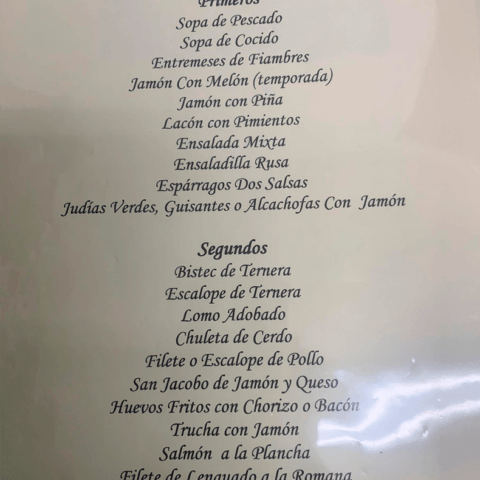 Primeros
Sopa de Pescado
Sopa de Cocido
Entremeses de Fiambres
Jamón Con Melón (temporada)
Jamón con Piña
Lacón con Pimientos
Ensalada Mixta
Ensaladilla Rusa
Espárragos Dos Salsas
Judías Verdes, Guisantes o Alcachofas Con Jamón
Segundos
Bistec de Ternera
Escalope de Ternera
Lomo Adobado
Chuleta de Cerdo
Filete o Escalope de Pollo
San Jacobo de Jamón y Queso
Huevos Fritos con Chorizo o Bacón
Trucha con Jamón
Salmón a la Plancha
Filete de Lenguado a la Romana